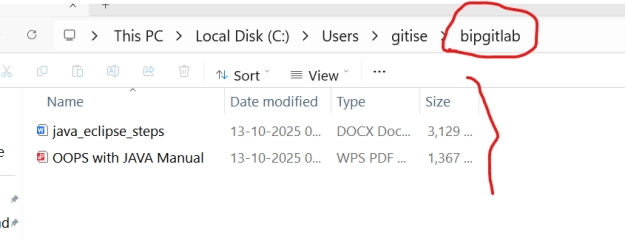 This PC > Local Disk (C:) > Users > gitise > bipgitlab
Sort View ...
Name Date modified Type Size
java_eclipse_steps 13-10-2025 0... DOCX Doc... 3,129 ...
OOPS with JAVA Manual 13-10-2025 0... WPS PDF ... 1,367 ...